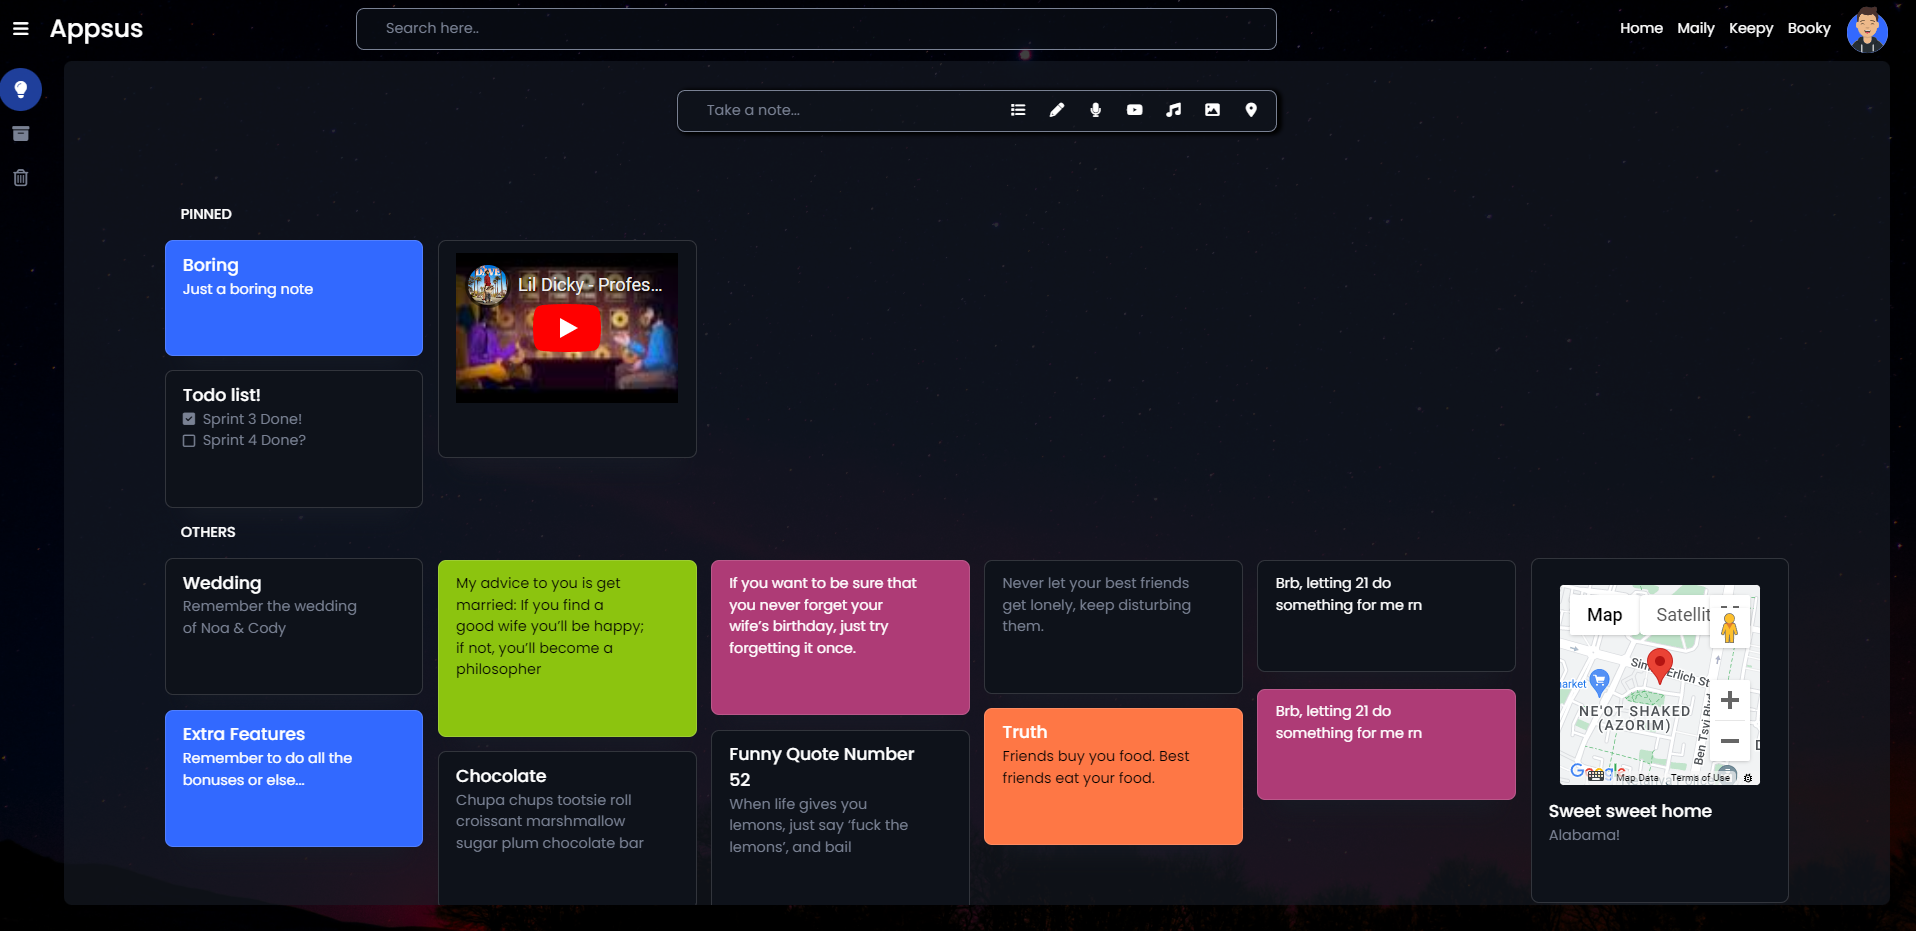 Appsus
Search here..
Home Maily Keepy Booky
Take a note...
PINNED
Boring
Just a boring note
Lil Dicky - Profes...
Todo list!
Sprint 3 Done!
Sprint 4 Done?
OTHERS
Wedding
Remember the wedding
of Noa & Cody
Extra Features
Remember to do all the
bonuses or else...
My advice to you is get
married: If you find a
good wife you’ll be happy;
if not, you’ll become a
philosopher
Chocolate
Chupa chups tootsie roll
croissant marshmallow
sugar plum chocolate bar
If you want to be sure that
you never forget your
wife’s birthday, just try
forgetting it once.
Funny Quote Number
52
When life gives you
lemons, just say ‘fuck the
lemons’, and bail
Never let your best friends
get lonely, keep disturbing
them.
Truth
Friends buy you food. Best
friends eat your food.
Brb, letting 21 do
something for me rn
Brb, letting 21 do
something for me rn
Map Satellit
Erlich St
arket
NE'OT SHAKED
(AZORIM)
Ben Tsvi
Google
Map Data Terms of Use
Sweet sweet home
Alabama!